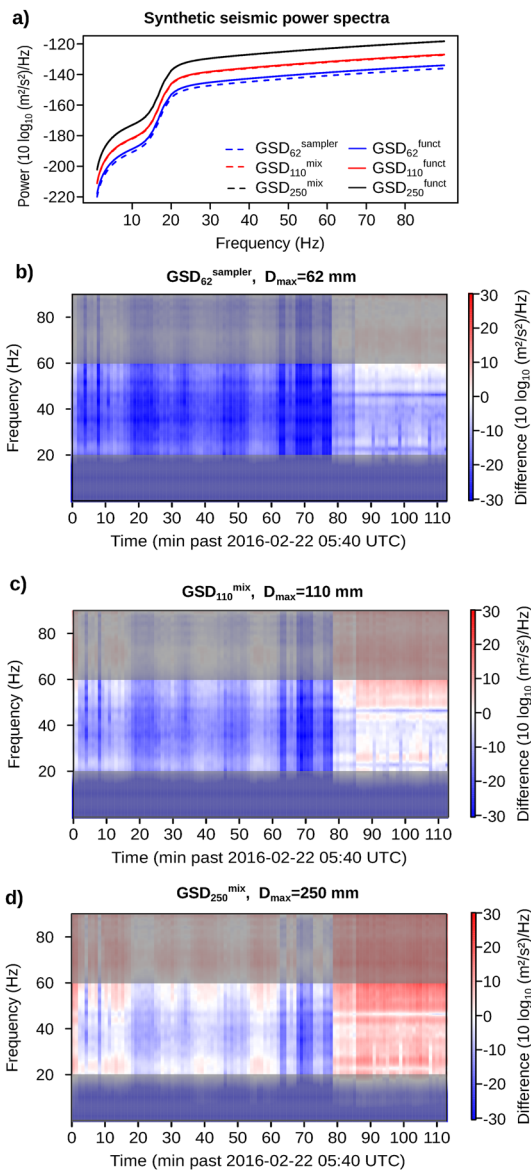 a)
Synthetic seismic power spectra
Power (10 log₁₀ (m²/s²)/Hz)
-120
-140
-160
-180
-200
-220
GSD₆₂ˢᵃᵐᵖˡᵉʳ
GSD₁₁₀ᵐⁱˣ
GSD₂₅₀ᵐⁱˣ
GSD₆₂ᶠᵘⁿᶜᵗ
GSD₁₁₀ᶠᵘⁿᶜᵗ
GSD₂₅₀ᶠᵘⁿᶜᵗ
10 20 30 40 50 60 70 80
Frequency (Hz)
b)
GSD₆₂ˢᵃᵐᵖˡᵉʳ, Dₘₐₓ=62 mm
Frequency (Hz)
80
60
40
20
0
0 10 20 30 40 50 60 70 80 90 100 110
Time (min past 2016-02-22 05:40 UTC)
30
20
10
0
-10
-20
-30
Difference (10 log₁₀ (m²/s²)/Hz)
c)
GSD₁₁₀ᵐⁱˣ, Dₘₐₓ=110 mm
Frequency (Hz)
80
60
40
20
0
0 10 20 30 40 50 60 70 80 90 100 110
Time (min past 2016-02-22 05:40 UTC)
30
20
10
0
-10
-20
-30
Difference (10 log₁₀ (m²/s²)/Hz)
d)
GSD₂₅₀ᵐⁱˣ, Dₘₐₓ=250 mm
Frequency (Hz)
80
60
40
20
0
0 10 20 30 40 50 60 70 80 90 100 110
Time (min past 2016-02-22 05:40 UTC)
30
20
10
0
-10
-20
-30
Difference (10 log₁₀ (m²/s²)/Hz)